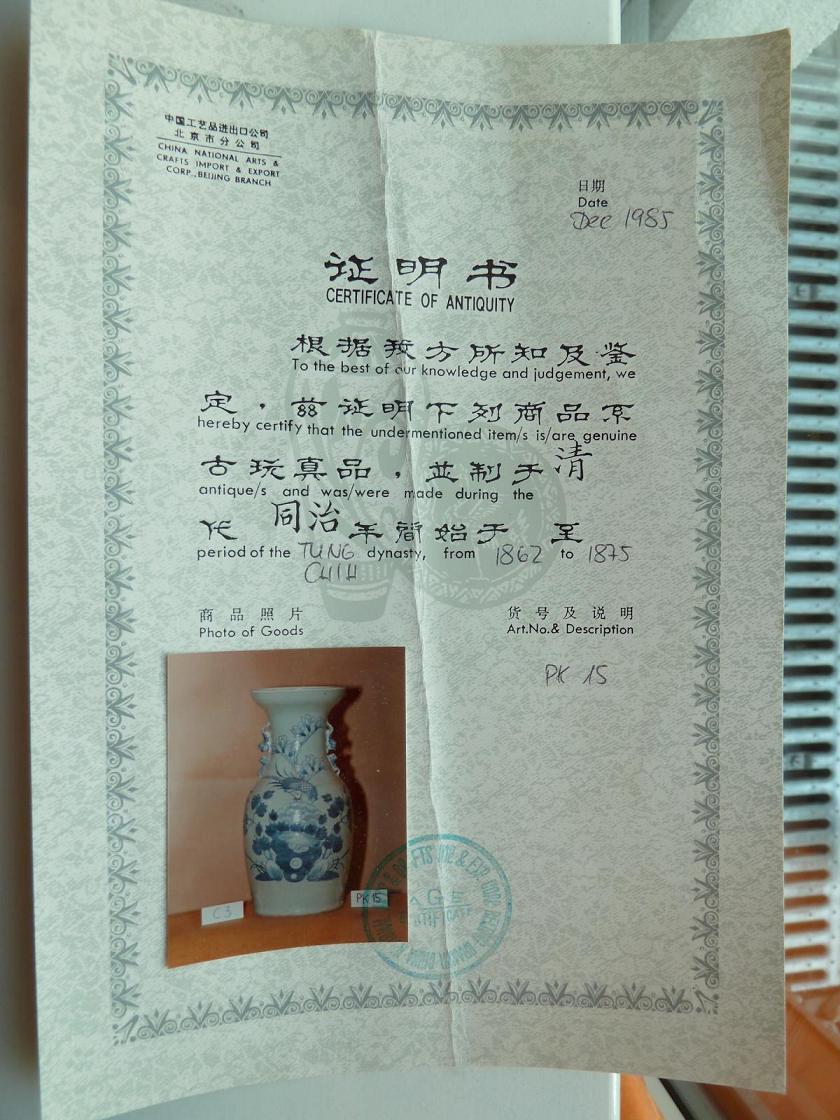 中国工艺品进出口公司
北京市分公司
CHINA NATIONAL ARTS &
CRAFTS IMPORT & EXPORT
CORP., BEIJING BRANCH
日期
Date
Dec 1985
证明书
CERTIFICATE OF ANTIQUITY
根据我方所知及鉴
To the best of our knowledge and judgement, we
定，兹证明下列商品系
hereby certify that the undermentioned item/s is/are genuine
古玩真品，並制于清
antique/s and was/were made during the
代 同治年间始于 至
period of the TUNG dynasty, from 1862 to 1875
CHIH
商品照片
Photo of Goods
货号及说明
Art.No.& Description
PK 15
C3
PK 15
AGE
CERTIFICATE